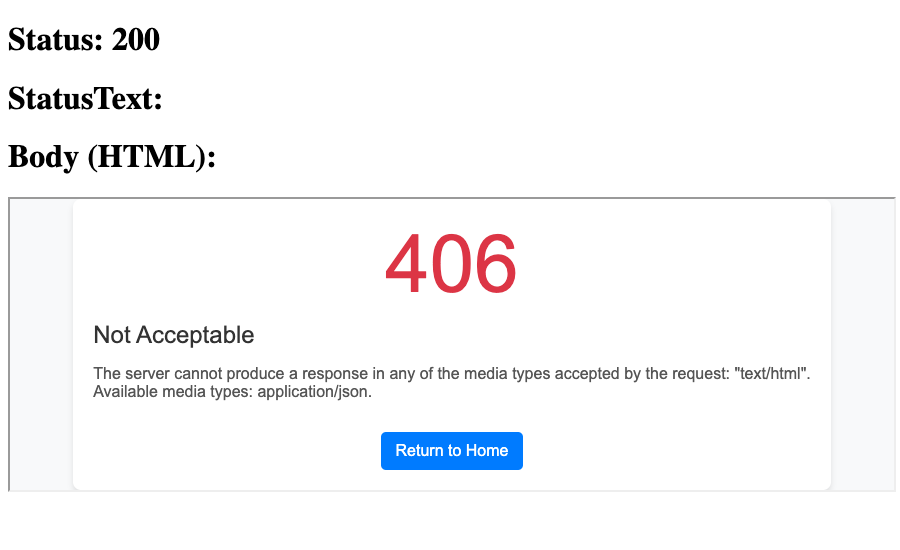 Status: 200
StatusText:
Body (HTML):
406
Not Acceptable
The server cannot produce a response in any of the media types accepted by the request: "text/html".
Available media types: application/json.
Return to Home